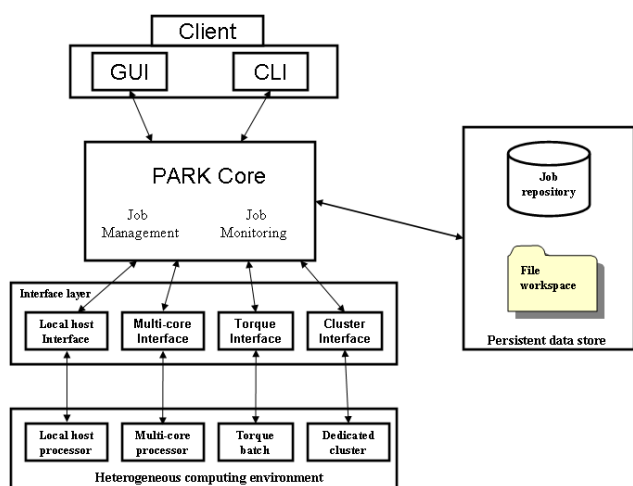 Client
GUI
CLI
PARK Core
Job
Management
Job
Monitoring
Job
repository
File
workspace
Persistent data store
Interface layer
Local host
Interface
Multi-core
Interface
Torque
Interface
Cluster
Interface
Local host
processor
Multi-core
processor
Torque
batch
Dedicated
cluster
Heterogeneous computing environment